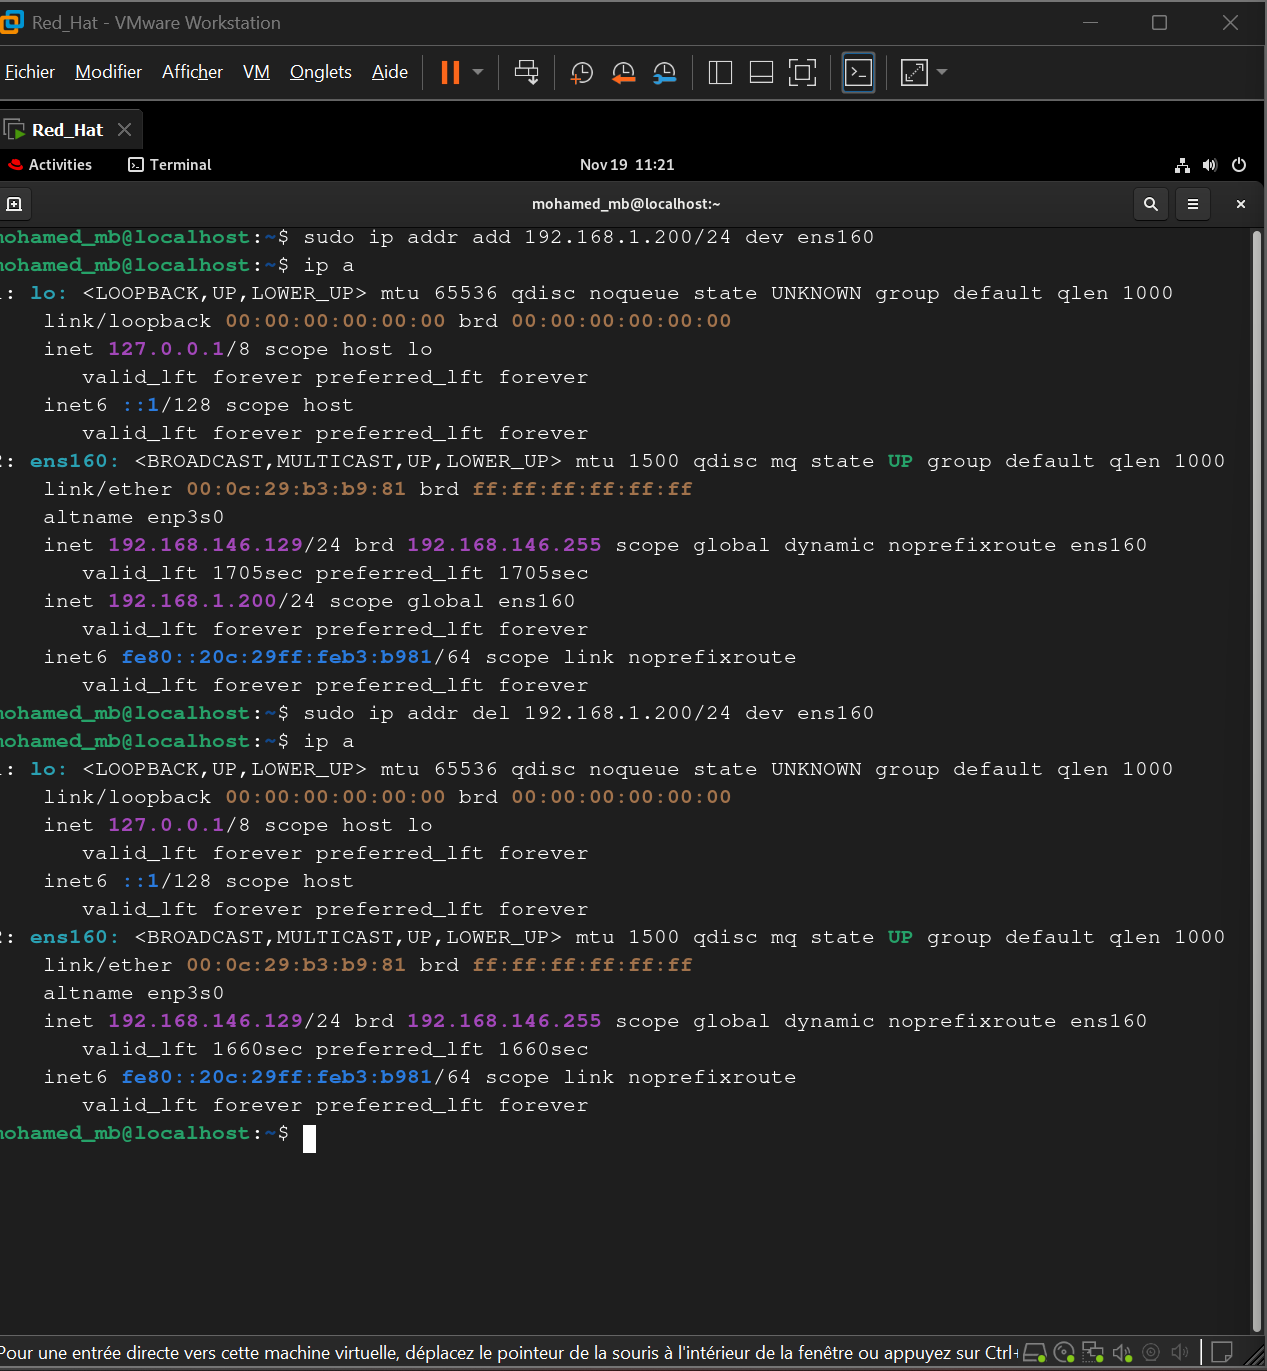 Red_Hat - VMware Workstation
Fichier Modifier Afficher VM Onglets Aide
Red_Hat
Activities Terminal Nov 19 11:21
mohamed_mb@localhost:~
mohamed_mb@localhost:~$ sudo ip addr add 192.168.1.200/24 dev ens160
mohamed_mb@localhost:~$ ip a
: lo: <LOOPBACK,UP,LOWER_UP> mtu 65536 qdisc noqueue state UNKNOWN group default qlen 1000
link/loopback 00:00:00:00:00:00 brd 00:00:00:00:00:00
inet 127.0.0.1/8 scope host lo
valid_lft forever preferred_lft forever
inet6 ::1/128 scope host
valid_lft forever preferred_lft forever
2: ens160: <BROADCAST,MULTICAST,UP,LOWER_UP> mtu 1500 qdisc mq state UP group default qlen 1000
link/ether 00:0c:29:b3:b9:81 brd ff:ff:ff:ff:ff:ff
altname enp3s0
inet 192.168.146.129/24 brd 192.168.146.255 scope global dynamic noprefixroute ens160
valid_lft 1705sec preferred_lft 1705sec
inet 192.168.1.200/24 scope global ens160
valid_lft forever preferred_lft forever
inet6 fe80::20c:29ff:feb3:b981/64 scope link noprefixroute
valid_lft forever preferred_lft forever
mohamed_mb@localhost:~$ sudo ip addr del 192.168.1.200/24 dev ens160
mohamed_mb@localhost:~$ ip a
: lo: <LOOPBACK,UP,LOWER_UP> mtu 65536 qdisc noqueue state UNKNOWN group default qlen 1000
link/loopback 00:00:00:00:00:00 brd 00:00:00:00:00:00
inet 127.0.0.1/8 scope host lo
valid_lft forever preferred_lft forever
inet6 ::1/128 scope host
valid_lft forever preferred_lft forever
2: ens160: <BROADCAST,MULTICAST,UP,LOWER_UP> mtu 1500 qdisc mq state UP group default qlen 1000
link/ether 00:0c:29:b3:b9:81 brd ff:ff:ff:ff:ff:ff
altname enp3s0
inet 192.168.146.129/24 brd 192.168.146.255 scope global dynamic noprefixroute ens160
valid_lft 1660sec preferred_lft 1660sec
inet6 fe80::20c:29ff:feb3:b981/64 scope link noprefixroute
valid_lft forever preferred_lft forever
mohamed_mb@localhost:~$
Pour une entrée directe vers cette machine virtuelle, déplacez le pointeur de la souris à l'intérieur de la fenêtre ou appuyez sur Ctrl+